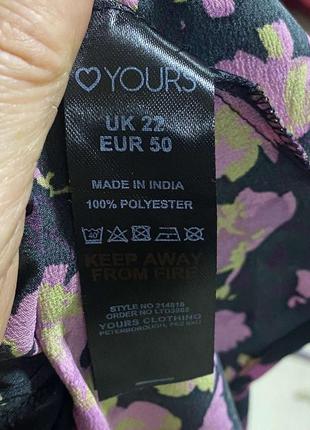 ♡YOURS
UK 22
EUR 50
MADE IN INDIA
100% POLYESTER
KEEP AWAY
FROM FIRE
STYLE NO 214818
YOURS CLOTHING